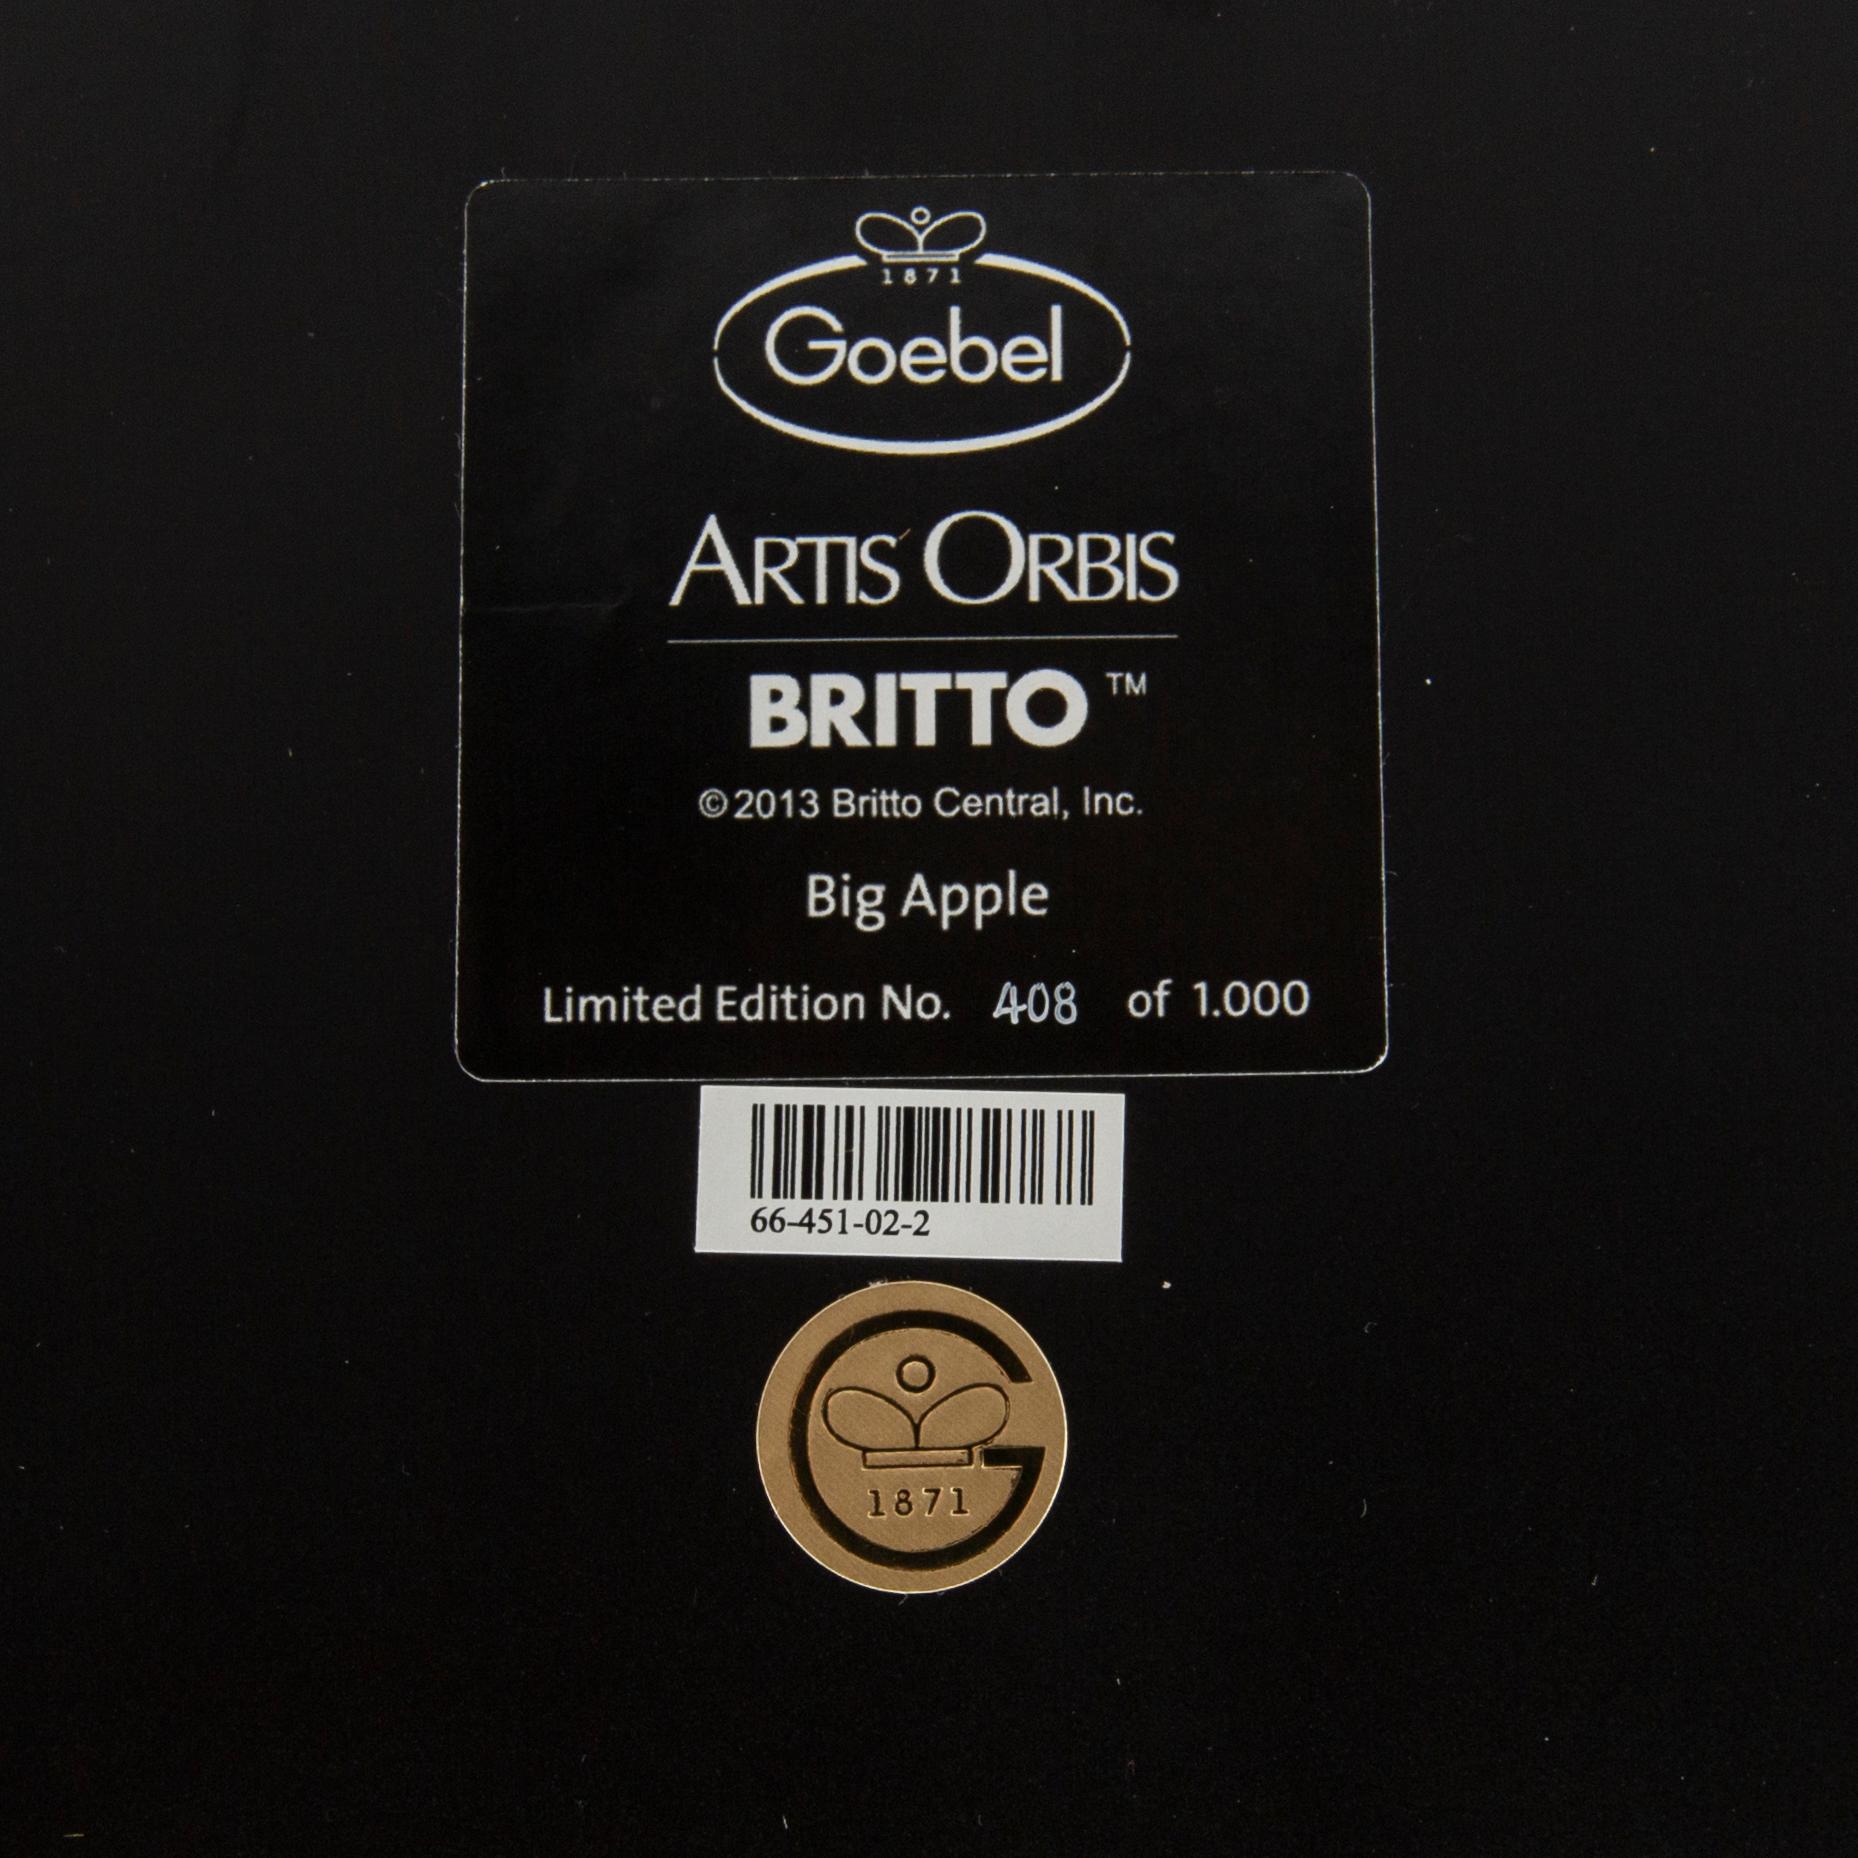 1871
Goebel
ARTIS ORBIS
BRITTO™
©2013 Britto Central, Inc.
Big Apple
Limited Edition No. 408 of 1.000
66-451-02-2
G
1871